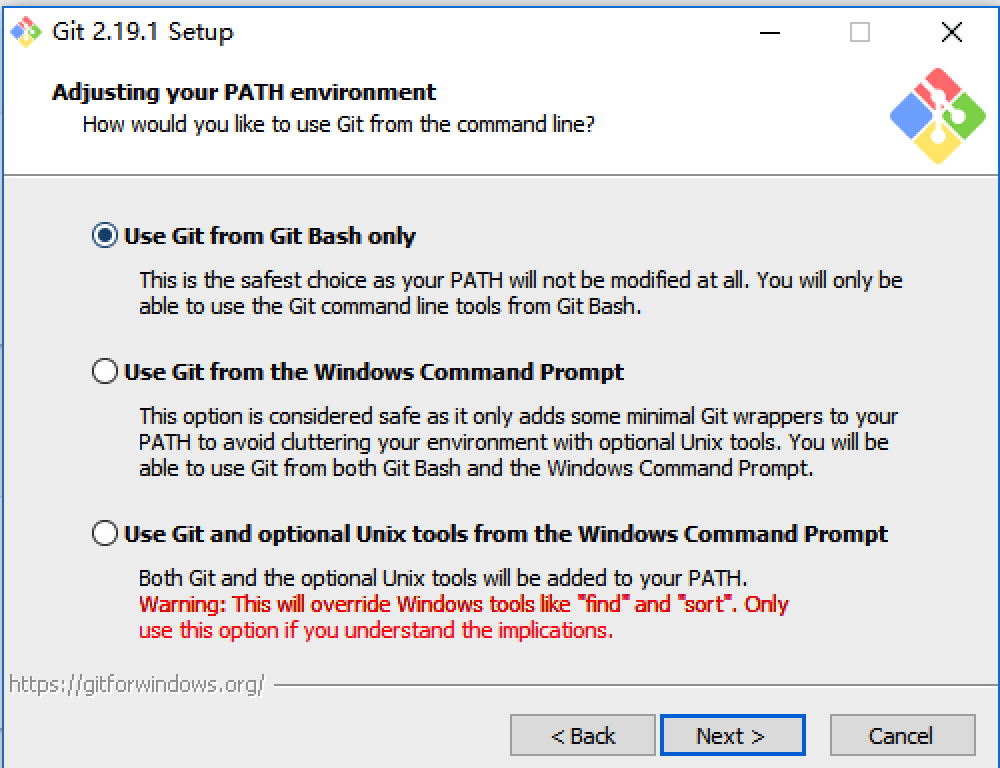 Git 2.19.1 Setup
Adjusting your PATH environment
How would you like to use Git from the command line?
Use Git from Git Bash only
This is the safest choice as your PATH will not be modified at all. You will only be
able to use the Git command line tools from Git Bash.
Use Git from the Windows Command Prompt
This option is considered safe as it only adds some minimal Git wrappers to your
PATH to avoid cluttering your environment with optional Unix tools. You will be
able to use Git from both Git Bash and the Windows Command Prompt.
Use Git and optional Unix tools from the Windows Command Prompt
Both Git and the optional Unix tools will be added to your PATH.
Warning: This will override Windows tools like "find" and "sort". Only
use this option if you understand the implications.
https://gitforwindows.org/
< Back Next > Cancel